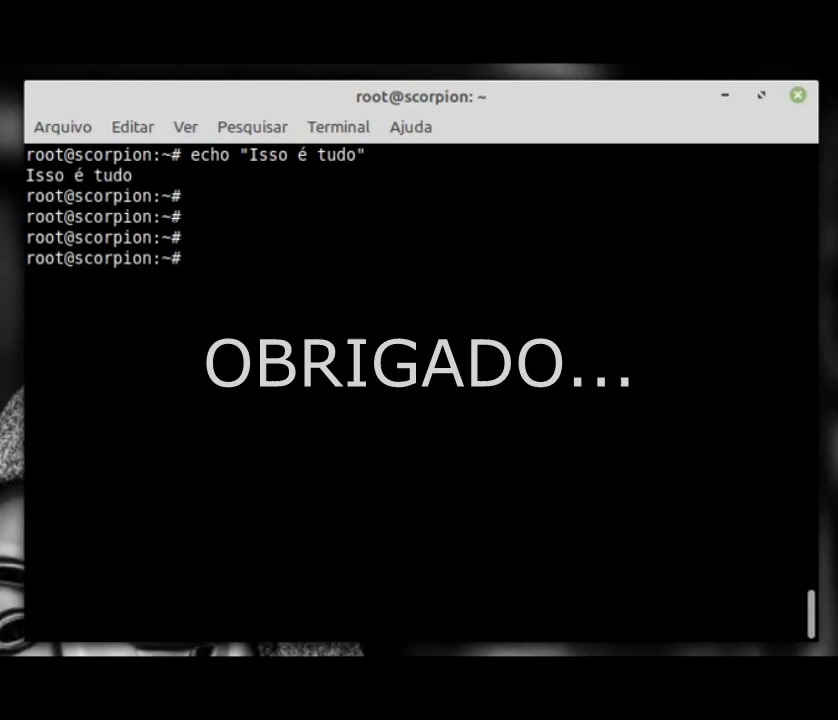 root@scorpion: ~
Arquivo Editar Ver Pesquisar Terminal Ajuda
root@scorpion:~# echo "Isso é tudo"
Isso é tudo
root@scorpion:~#
root@scorpion:~#
root@scorpion:~#
root@scorpion:~#
OBRIGADO...